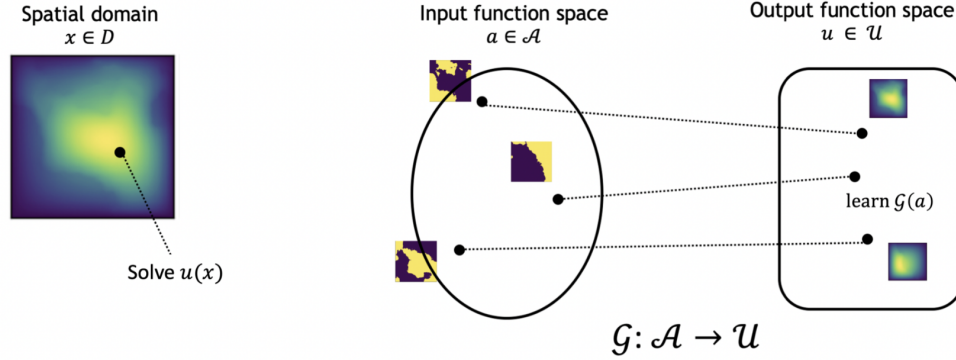 Spatial domain
x ∈ D
Solve u(x)
Input function space
a ∈ 𝒜
Output function space
u ∈ 𝒰
learn 𝒢(a)
𝒢: 𝒜 → 𝒰